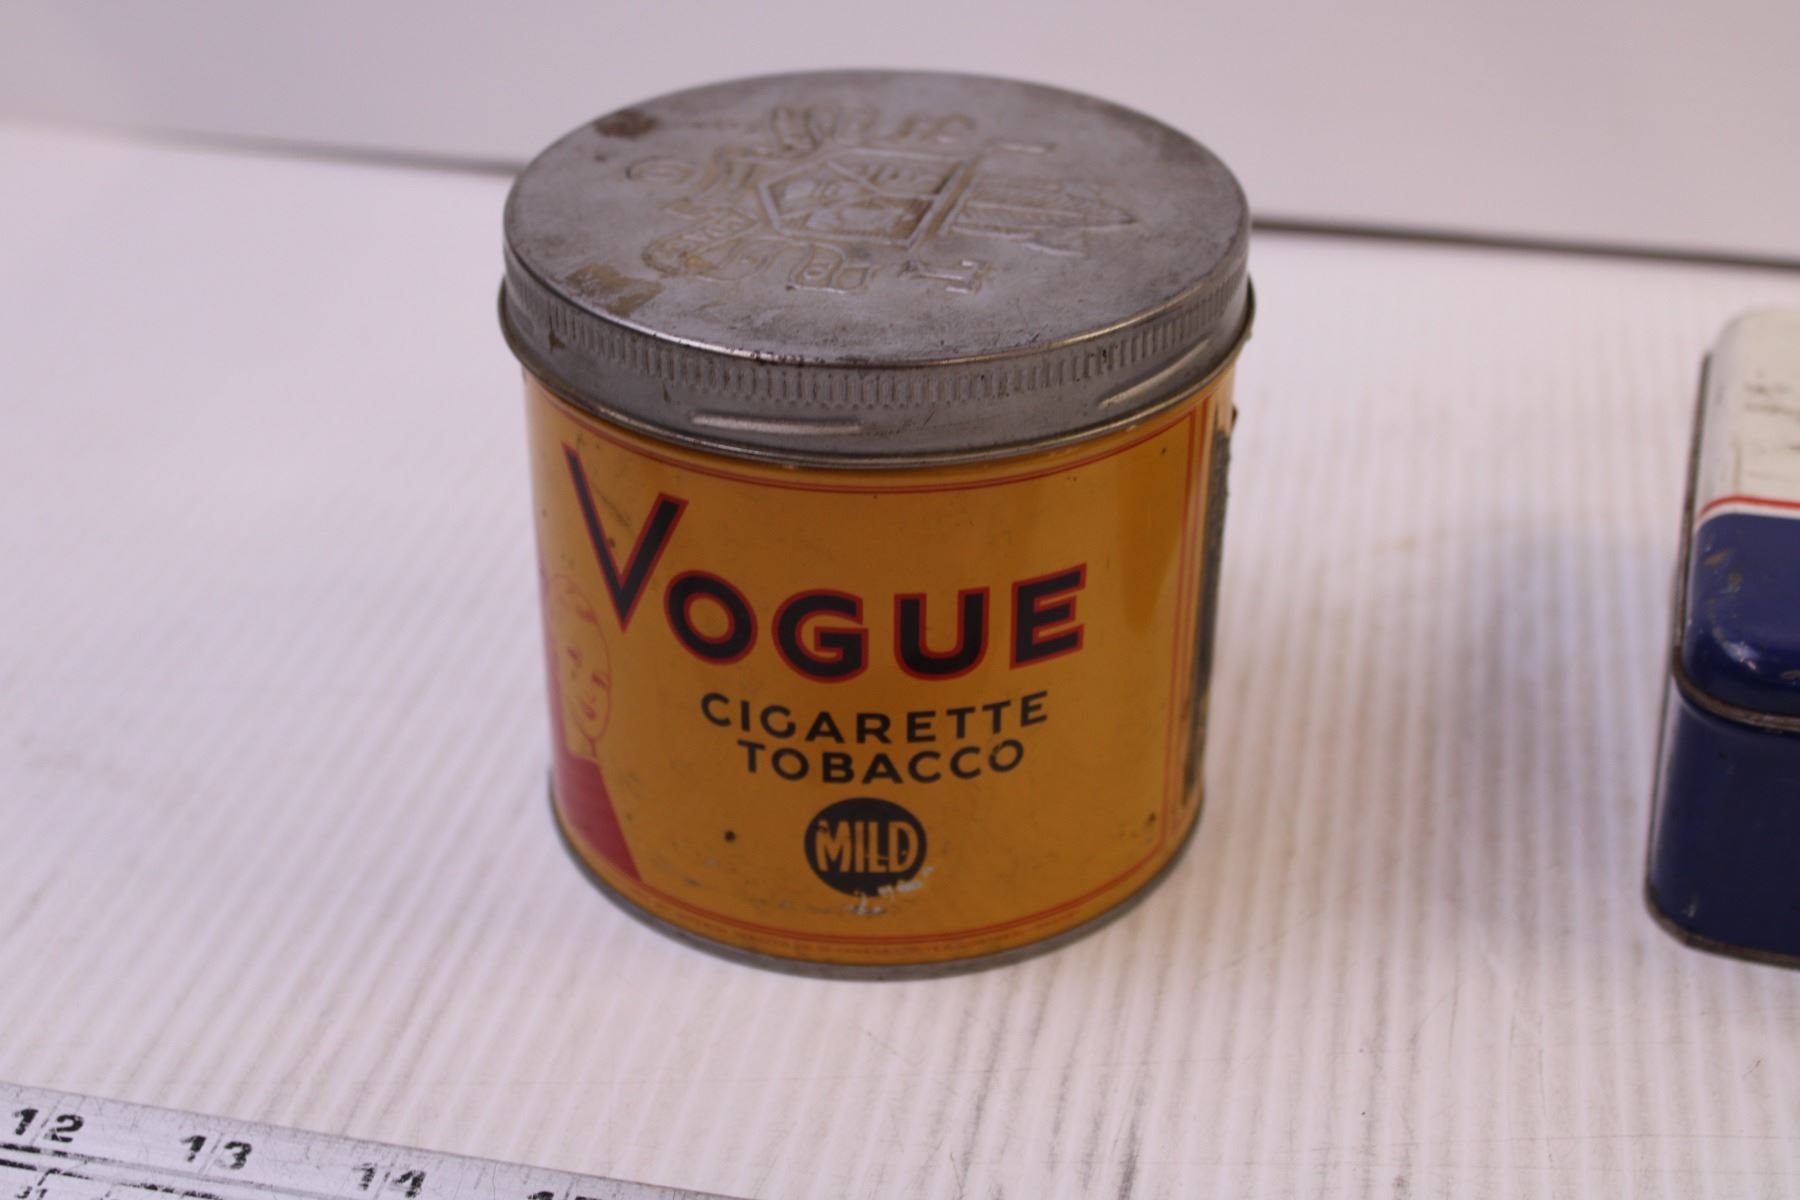 VOGUE
CIGARETTE
TOBACCO
MILD
12 13 14